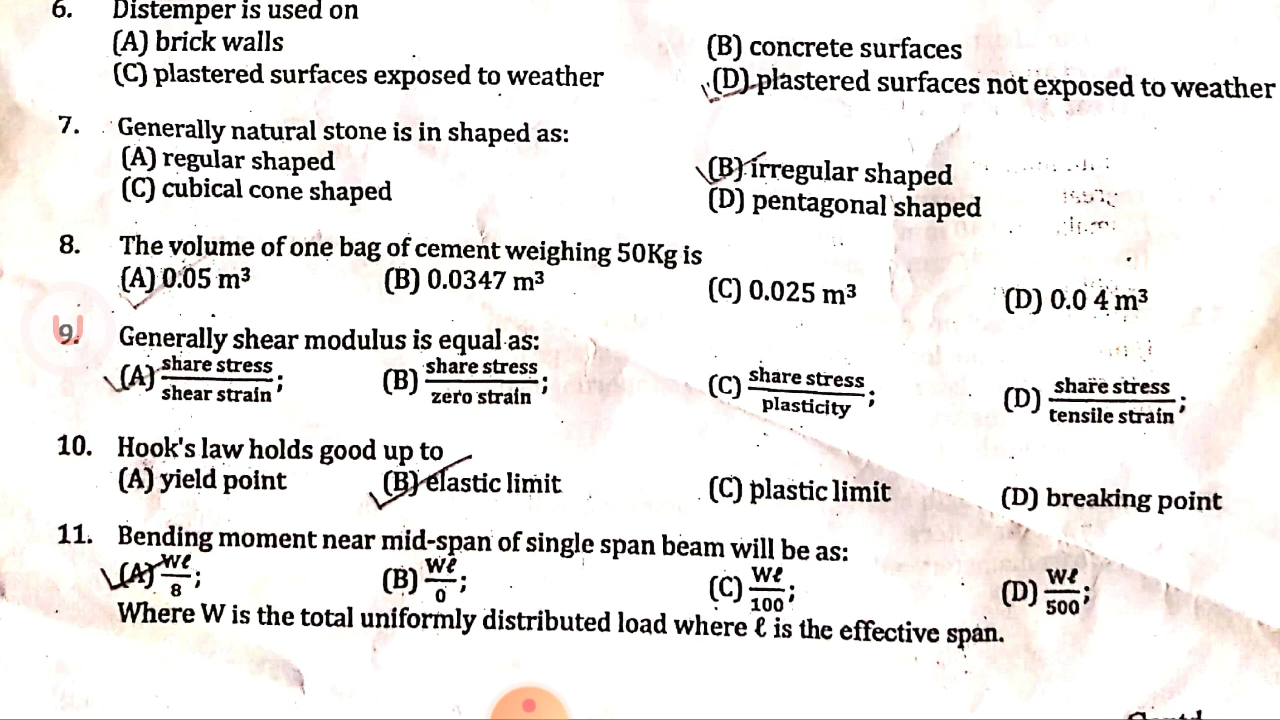 6. Distemper is used on
(A) brick walls (B) concrete surfaces
(C) plastered surfaces exposed to weather (D) plastered surfaces not exposed to weather
7. Generally natural stone is in shaped as:
(A) regular shaped (B) irregular shaped
(C) cubical cone shaped (D) pentagonal shaped
8. The volume of one bag of cement weighing 50Kg is
(A) 0.05 m³ (B) 0.0347 m³ (C) 0.025 m³ (D) 0.0 4 m³
9. Generally shear modulus is equal as:
(A) share stress / shear strain ; (B) share stress / zero strain ; (C) share stress / plasticity ; (D) share stress / tensile strain ;
10. Hook's law holds good up to
(A) yield point (B) elastic limit (C) plastic limit (D) breaking point
11. Bending moment near mid-span of single span beam will be as:
(A) Wℓ / 8 ; (B) Wℓ / 0 ; (C) Wℓ / 100 ; (D) Wℓ / 500 ;
Where W is the total uniformly distributed load where ℓ is the effective span.